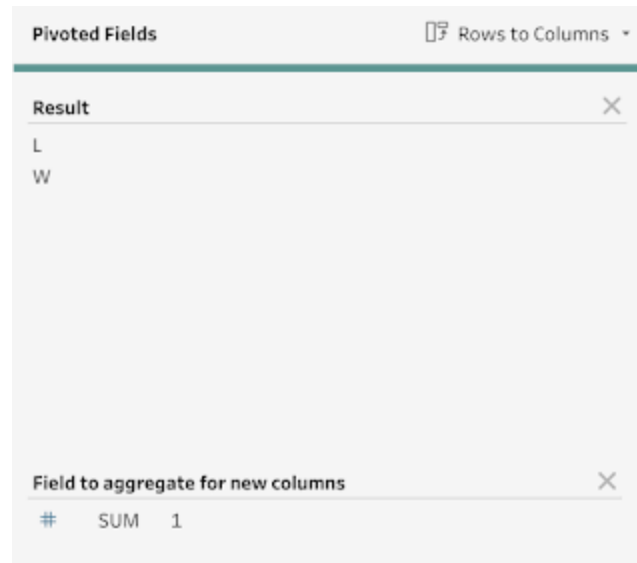 Pivoted Fields Rows to Columns
Result
L
W
Field to aggregate for new columns
# SUM 1